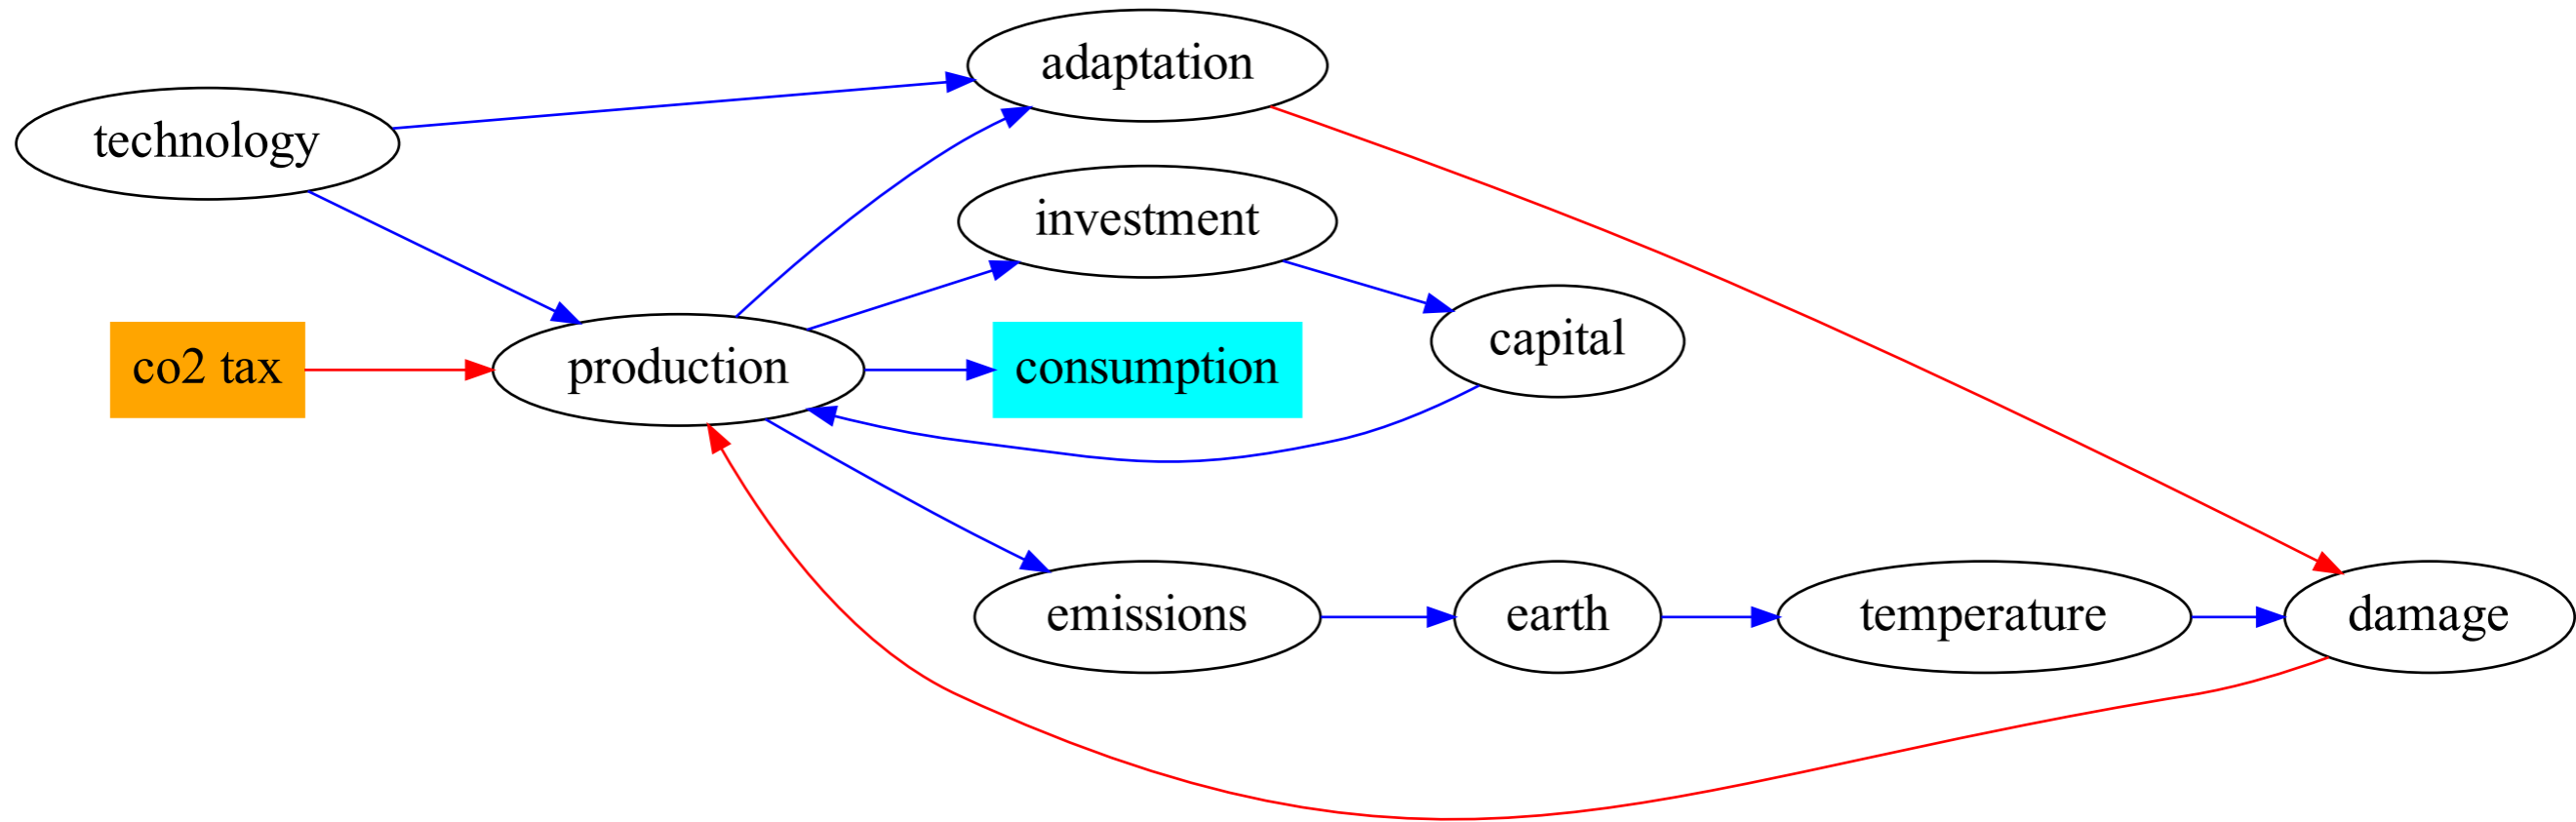 adaptation
technology
investment
capital
co2 tax
production
consumption
emissions
earth
temperature
damage